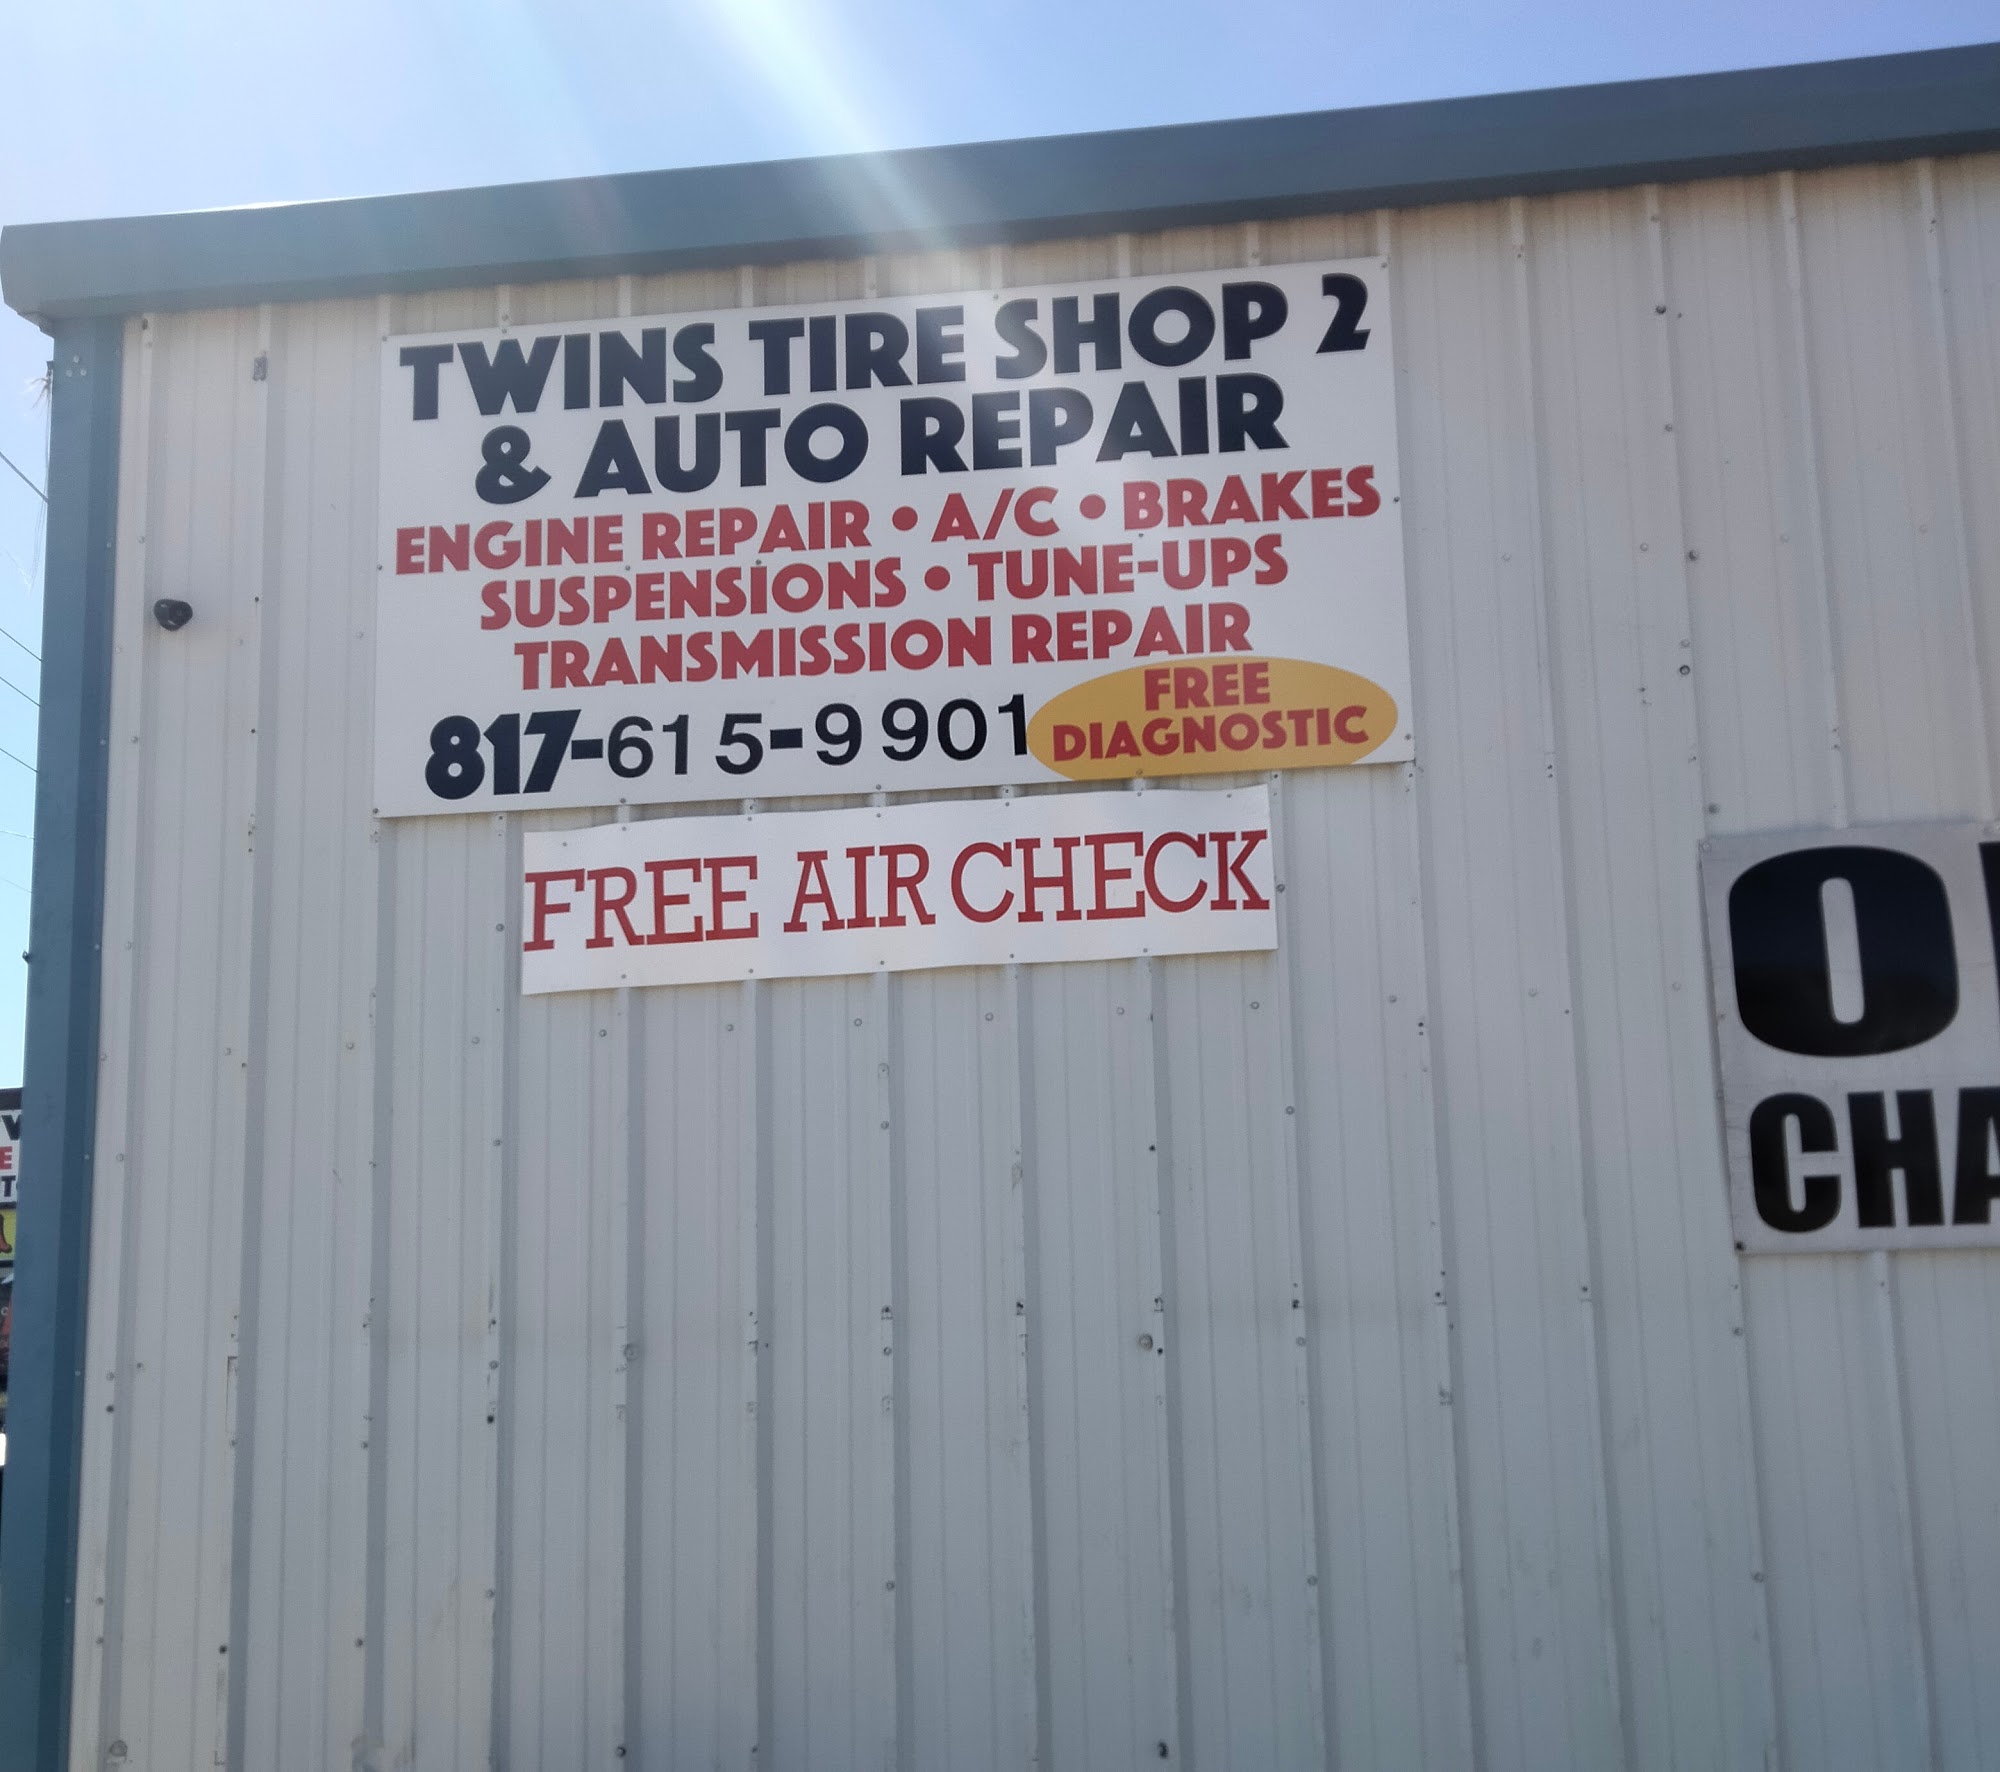 TWINS TIRE SHOP 2
& AUTO REPAIR
ENGINE REPAIR • A/C • BRAKES
SUSPENSIONS • TUNE-UPS
TRANSMISSION REPAIR
817-615-9901
FREE
DIAGNOSTIC
FREE AIR CHECK